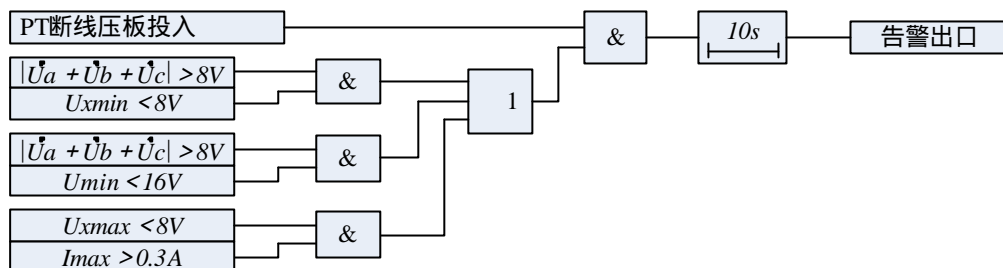 PT断线压板投入
&
10s
告警出口
|U̇a + U̇b + U̇c| >8V
Uxmin <8V
&
1
|U̇a + U̇b + U̇c| >8V
Umin <16V
&
Uxmax <8V
Imax >0.3A
&